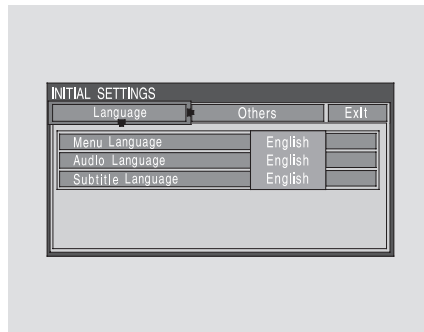 INITIAL SETTINGS
Language Others Exit
Menu Language English
Audio Language English
Subtitle Language English